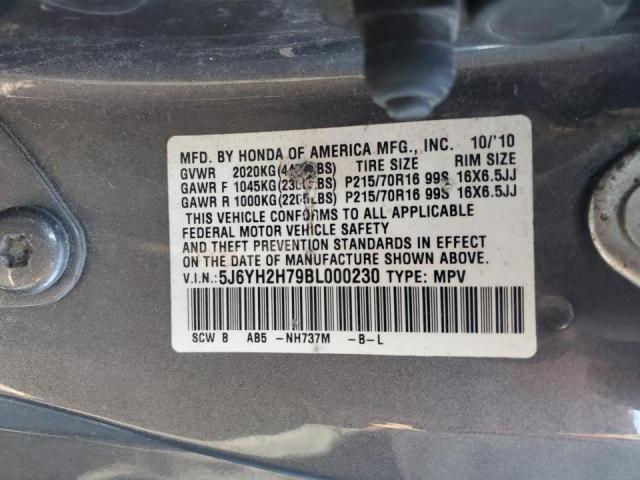 MFD. BY HONDA OF AMERICA MFG., INC. 10/'10
GVWR 2020KG TIRE SIZE RIM SIZE
GAWR F 1045KG P215/70R16 99S 16X6.5JJ
GAWR R 1000KG(2205LBS) P215/70R16 99S 16X6.5JJ
THIS VEHICLE CONFORMS TO ALL APPLICABLE
FEDERAL MOTOR VEHICLE SAFETY
AND THEFT PREVENTION STANDARDS IN EFFECT
ON THE DATE OF MANUFACTURE SHOWN ABOVE.
V.I.N.: 5J6YH2H79BL000230 TYPE: MPV
SCW B AB5 -NH737M -B-L